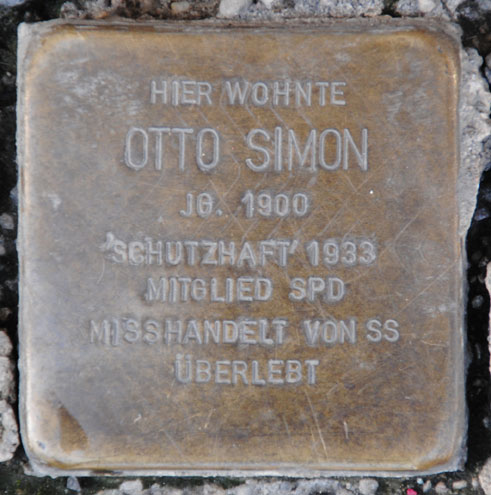 HIER WOHNTE
OTTO SIMON
JG. 1900
'SCHUTZHAFT' 1933
MITGLIED SPD
MISSHANDELT VON SS
ÜBERLEBT